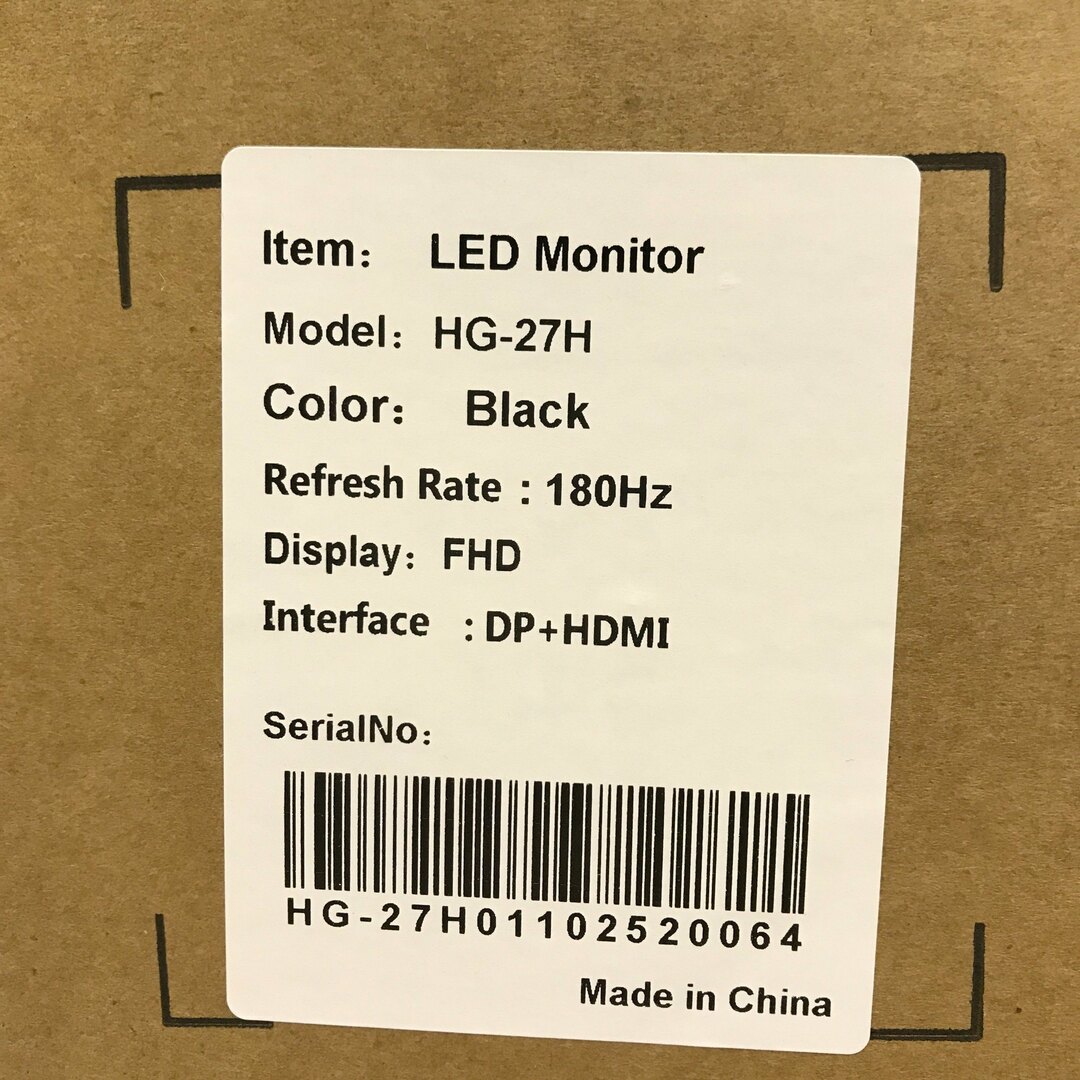 Item： LED Monitor
Model：HG-27H
Color： Black
Refresh Rate : 180Hz
Display：FHD
Interface : DP+HDMI
SerialNo：
HG-27H01102520064
Made in China